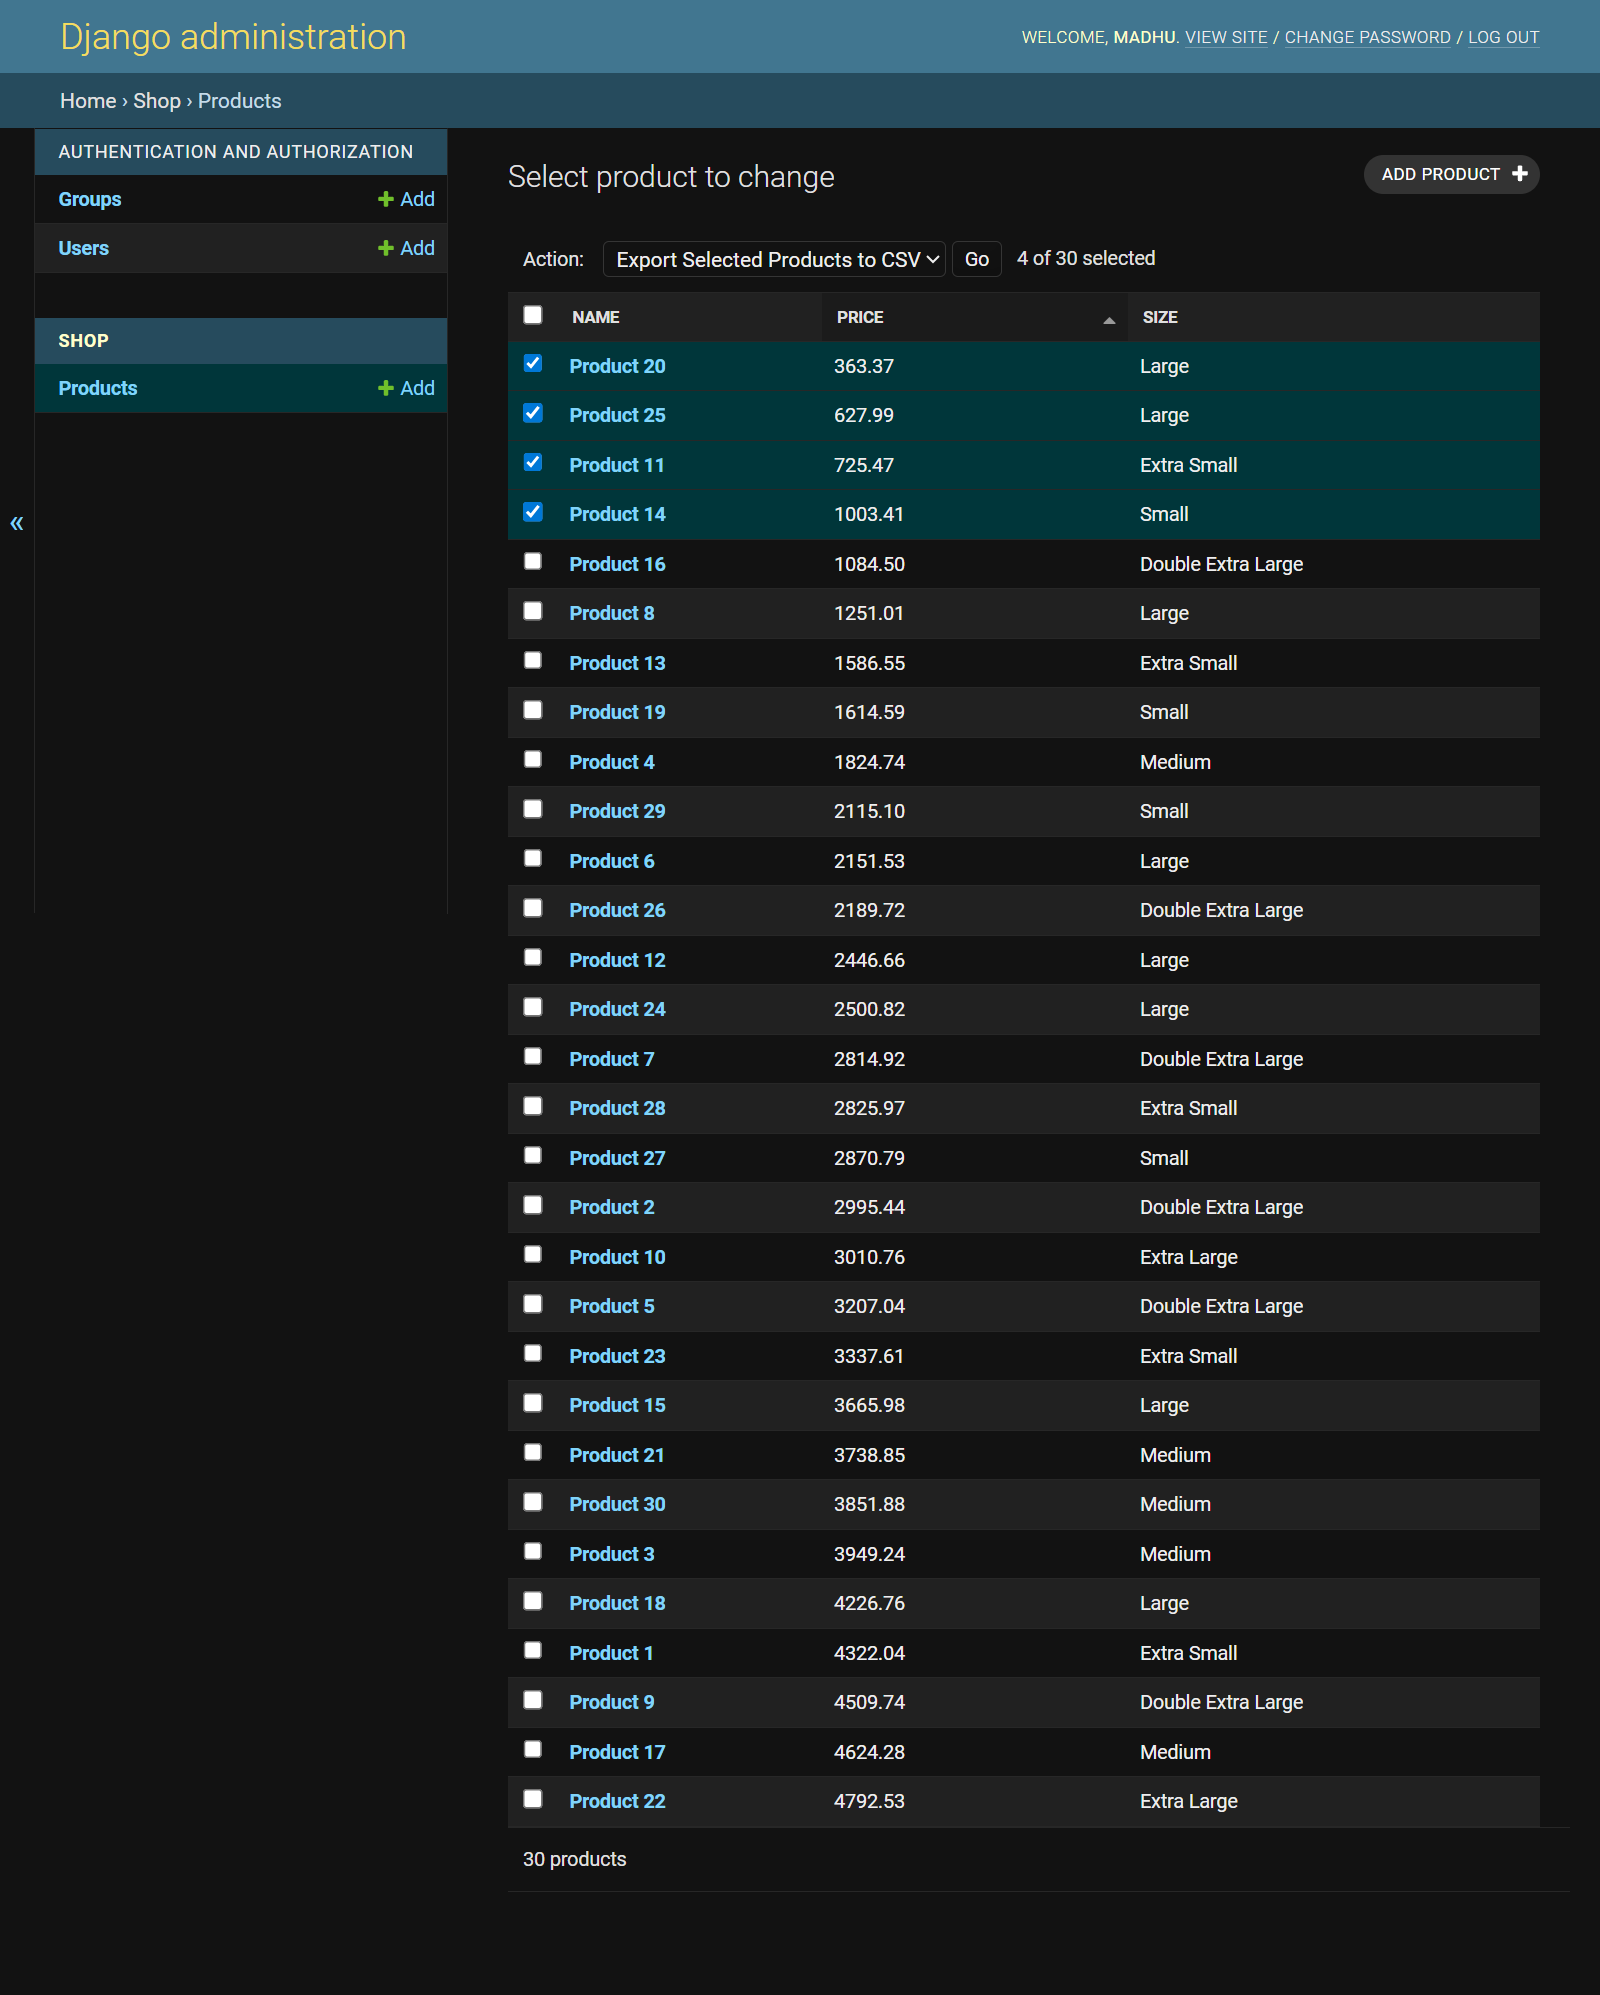 Django administration
WELCOME, MADHU. VIEW SITE / CHANGE PASSWORD / LOG OUT
Home › Shop › Products
AUTHENTICATION AND AUTHORIZATION
Groups + Add
Users + Add
SHOP
Products + Add
«
Select product to change
ADD PRODUCT +
Action: Export Selected Products to CSV Go 4 of 30 selected
NAME PRICE SIZE
Product 20 363.37 Large
Product 25 627.99 Large
Product 11 725.47 Extra Small
Product 14 1003.41 Small
Product 16 1084.50 Double Extra Large
Product 8 1251.01 Large
Product 13 1586.55 Extra Small
Product 19 1614.59 Small
Product 4 1824.74 Medium
Product 29 2115.10 Small
Product 6 2151.53 Large
Product 26 2189.72 Double Extra Large
Product 12 2446.66 Large
Product 24 2500.82 Large
Product 7 2814.92 Double Extra Large
Product 28 2825.97 Extra Small
Product 27 2870.79 Small
Product 2 2995.44 Double Extra Large
Product 10 3010.76 Extra Large
Product 5 3207.04 Double Extra Large
Product 23 3337.61 Extra Small
Product 15 3665.98 Large
Product 21 3738.85 Medium
Product 30 3851.88 Medium
Product 3 3949.24 Medium
Product 18 4226.76 Large
Product 1 4322.04 Extra Small
Product 9 4509.74 Double Extra Large
Product 17 4624.28 Medium
Product 22 4792.53 Extra Large
30 products